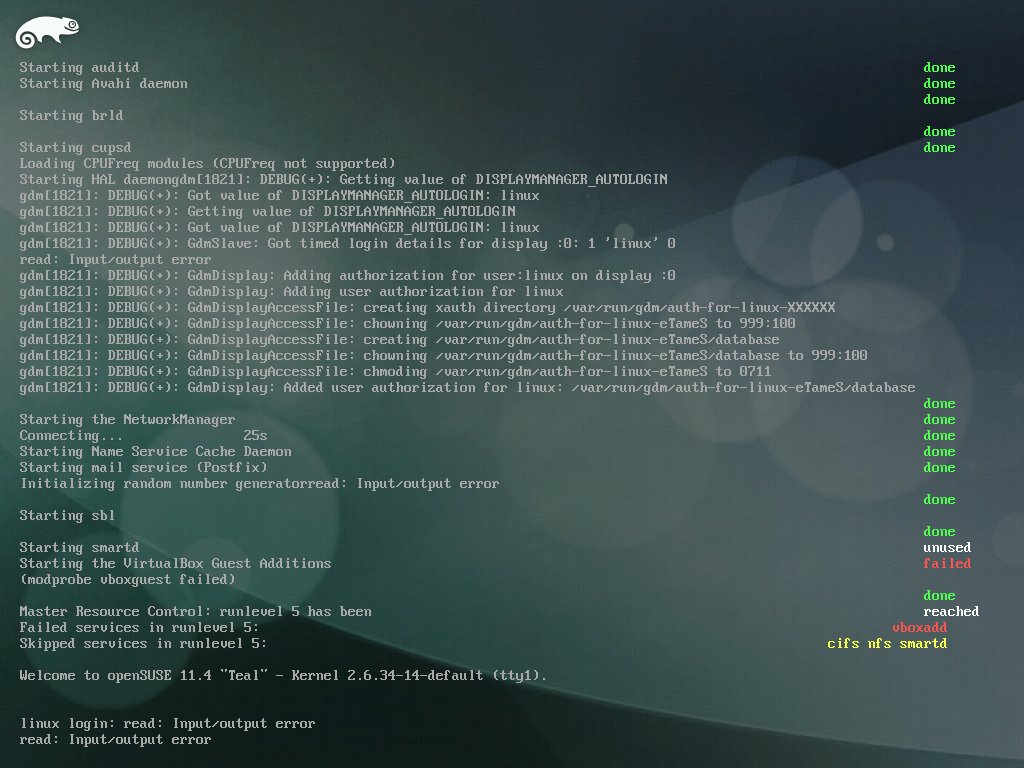 Starting auditd done
Starting Avahi daemon done
done
Starting brld
done
Starting cupsd done
Loading CPUFreq modules (CPUFreq not supported)
Starting HAL daemongdm[1821]: DEBUG(+): Getting value of DISPLAYMANAGER_AUTOLOGIN
gdm[1821]: DEBUG(+): Got value of DISPLAYMANAGER_AUTOLOGIN: linux
gdm[1821]: DEBUG(+): Getting value of DISPLAYMANAGER_AUTOLOGIN
gdm[1821]: DEBUG(+): Got value of DISPLAYMANAGER_AUTOLOGIN: linux
gdm[1821]: DEBUG(+): GdmSlave: Got timed login details for display :0: 1 'linux' 0
read: Input/output error
gdm[1821]: DEBUG(+): GdmDisplay: Adding authorization for user:linux on display :0
gdm[1821]: DEBUG(+): GdmDisplay: Adding user authorization for linux
gdm[1821]: DEBUG(+): GdmDisplayAccessFile: creating xauth directory /var/run/gdm/auth-for-linux-XXXXXX
gdm[1821]: DEBUG(+): GdmDisplayAccessFile: chowning /var/run/gdm/auth-for-linux-eTameS to 999:100
gdm[1821]: DEBUG(+): GdmDisplayAccessFile: creating /var/run/gdm/auth-for-linux-eTameS/database
gdm[1821]: DEBUG(+): GdmDisplayAccessFile: chowning /var/run/gdm/auth-for-linux-eTameS/database to 999:100
gdm[1821]: DEBUG(+): GdmDisplayAccessFile: chmoding /var/run/gdm/auth-for-linux-eTameS to 0711
gdm[1821]: DEBUG(+): GdmDisplay: Added user authorization for linux: /var/run/gdm/auth-for-linux-eTameS/database
done
Starting the NetworkManager done
Connecting... 25s done
Starting Name Service Cache Daemon done
Starting mail service (Postfix) done
Initializing random number generatorread: Input/output error
done
Starting sbl
done
Starting smartd unused
Starting the VirtualBox Guest Additions failed
(modprobe vboxguest failed)
done
Master Resource Control: runlevel 5 has been reached
Failed services in runlevel 5: vboxadd
Skipped services in runlevel 5: cifs nfs smartd
Welcome to openSUSE 11.4 "Teal" - Kernel 2.6.34-14-default (tty1).
linux login: read: Input/output error
read: Input/output error